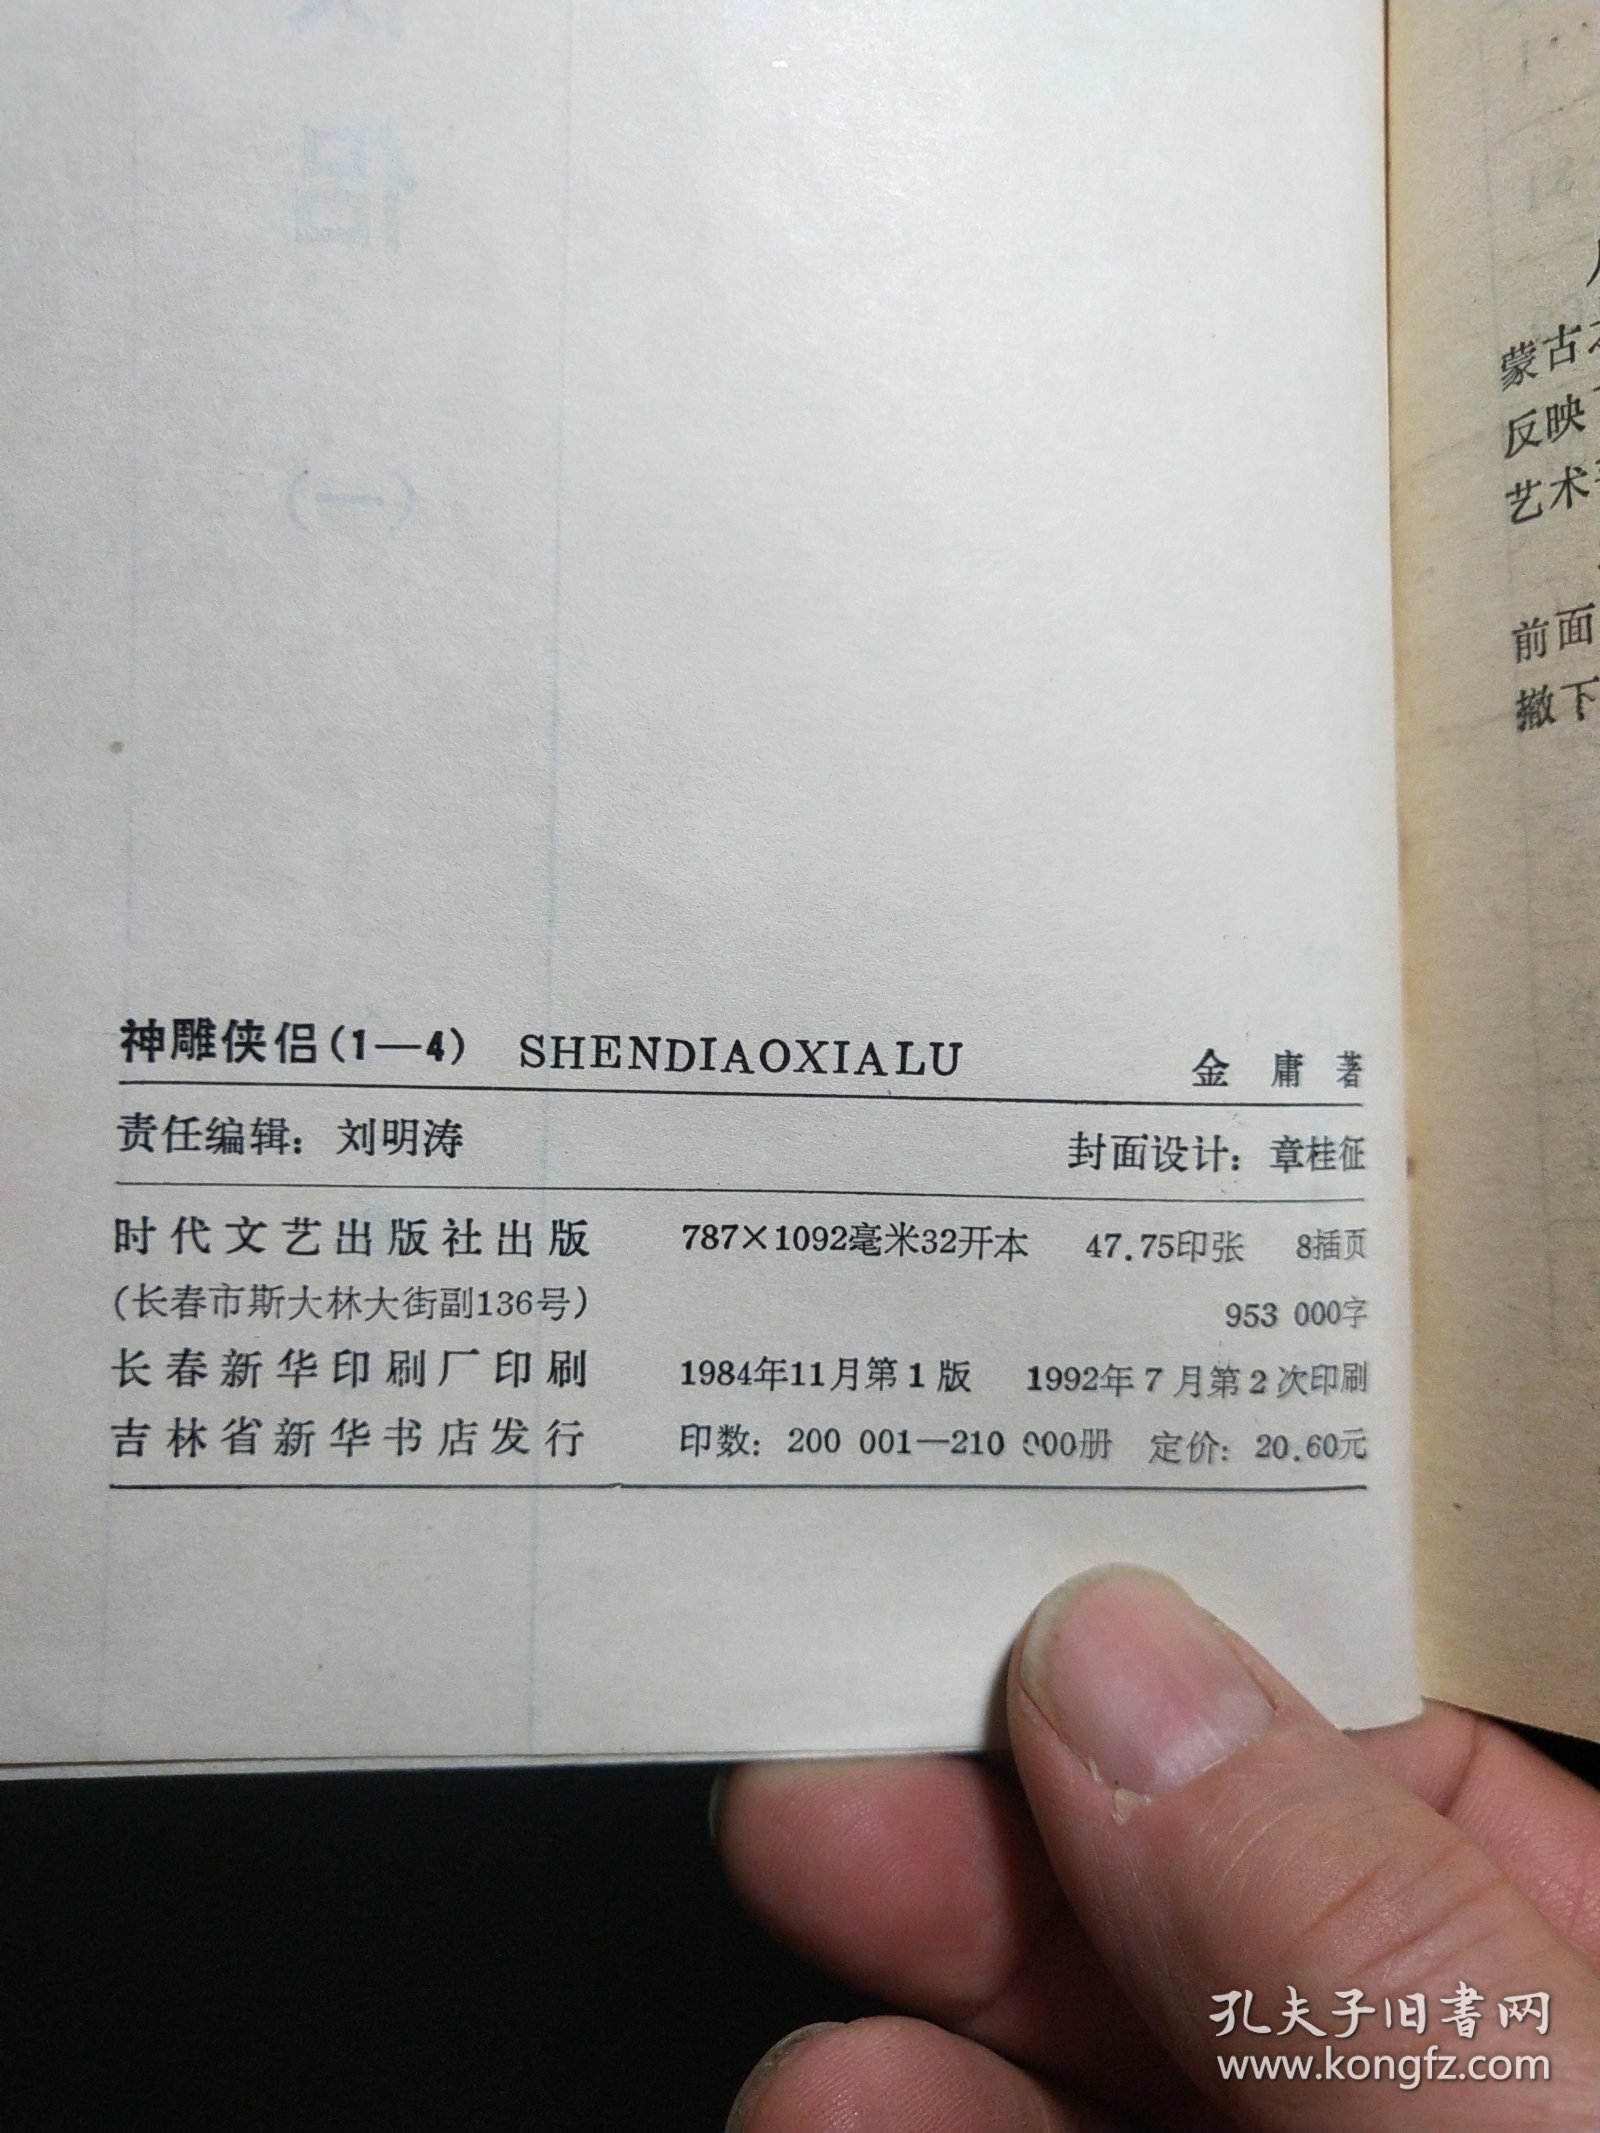 侣
(一)
神雕侠侣(1—4) SHENDIAOXIALU 金 庸 著
责任编辑：刘明涛 封面设计：章桂征
时代文艺出版社出版 787×1092毫米32开本 47.75印张 8插页
(长春市斯大林大街副136号) 953 000字
长春新华印刷厂印刷 1984年11月第1版 1992年7月第2次印刷
吉林省新华书店发行 印数：200 001—210 000册 定价：20.60元
蒙古
反映
艺术
前面
撤下
孔夫子旧书网
www.kongfz.com